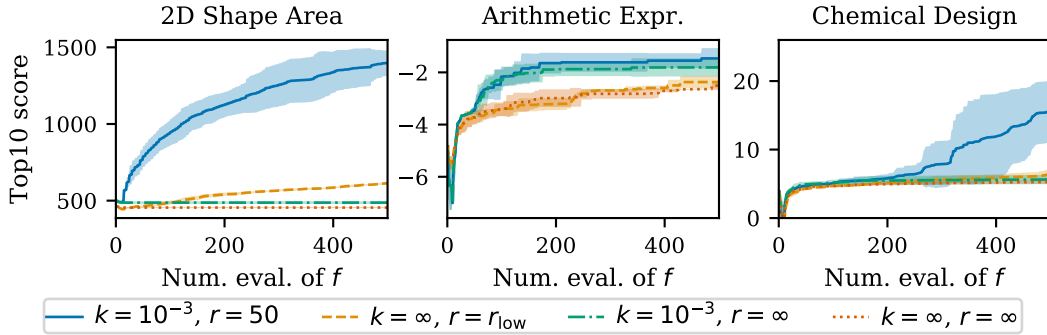 2D Shape Area
Arithmetic Expr.
Chemical Design
Top10 score
1500
1000
500
0
200
400
Num. eval. of f
−2
−4
−6
0
200
400
Num. eval. of f
20
10
0
0
200
400
Num. eval. of f
k = 10⁻³, r = 50
k = ∞, r = r_low
k = 10⁻³, r = ∞
k = ∞, r = ∞